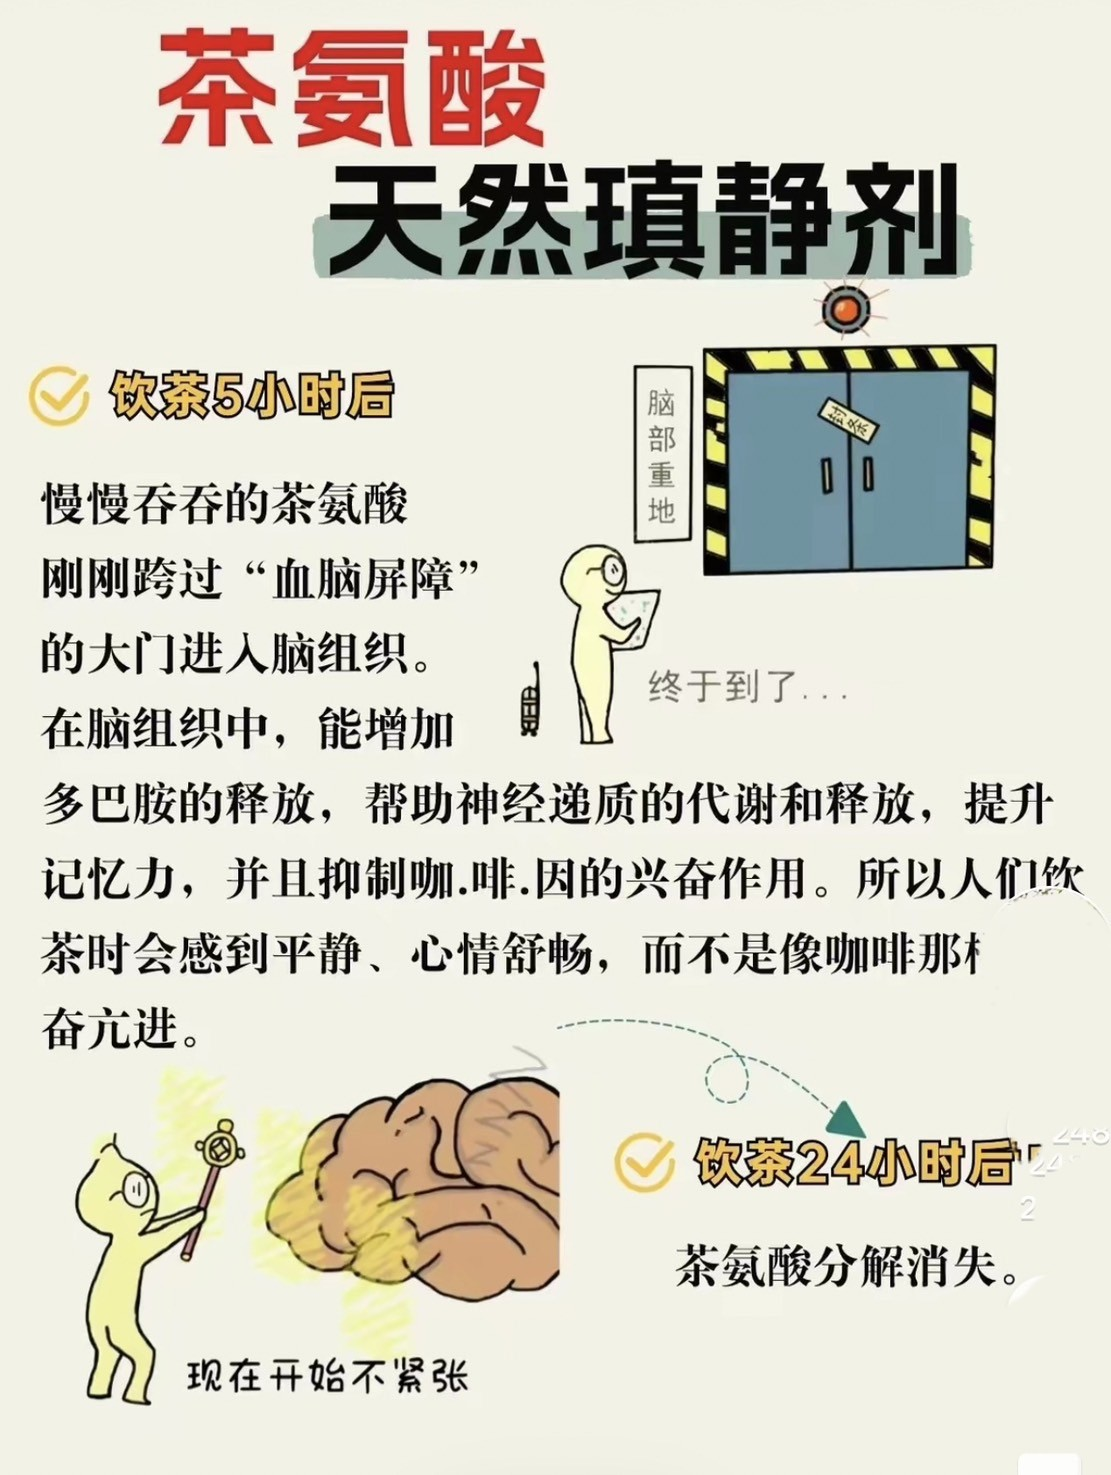 茶氨酸
天然瑱静剂
饮茶5小时后
脑部重地
封条
慢慢吞吞的茶氨酸
刚刚跨过“血脑屏障”
的大门进入脑组织。
终于到了...
在脑组织中，能增加
多巴胺的释放，帮助神经递质的代谢和释放，提升
记忆力，并且抑制咖.啡.因的兴奋作用。所以人们饮
茶时会感到平静、心情舒畅，而不是像咖啡那
奋亢进。
饮茶24小时后
茶氨酸分解消失。
现在开始不紧张